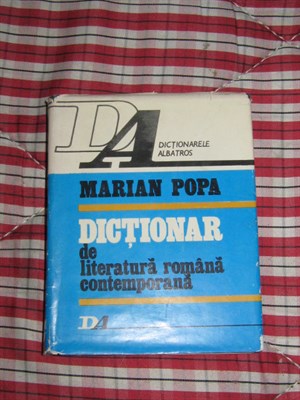 DA
DICȚIONARELE
ALBATROS
MARIAN POPA
DICȚIONAR
de
literatură română
contemporană
DA